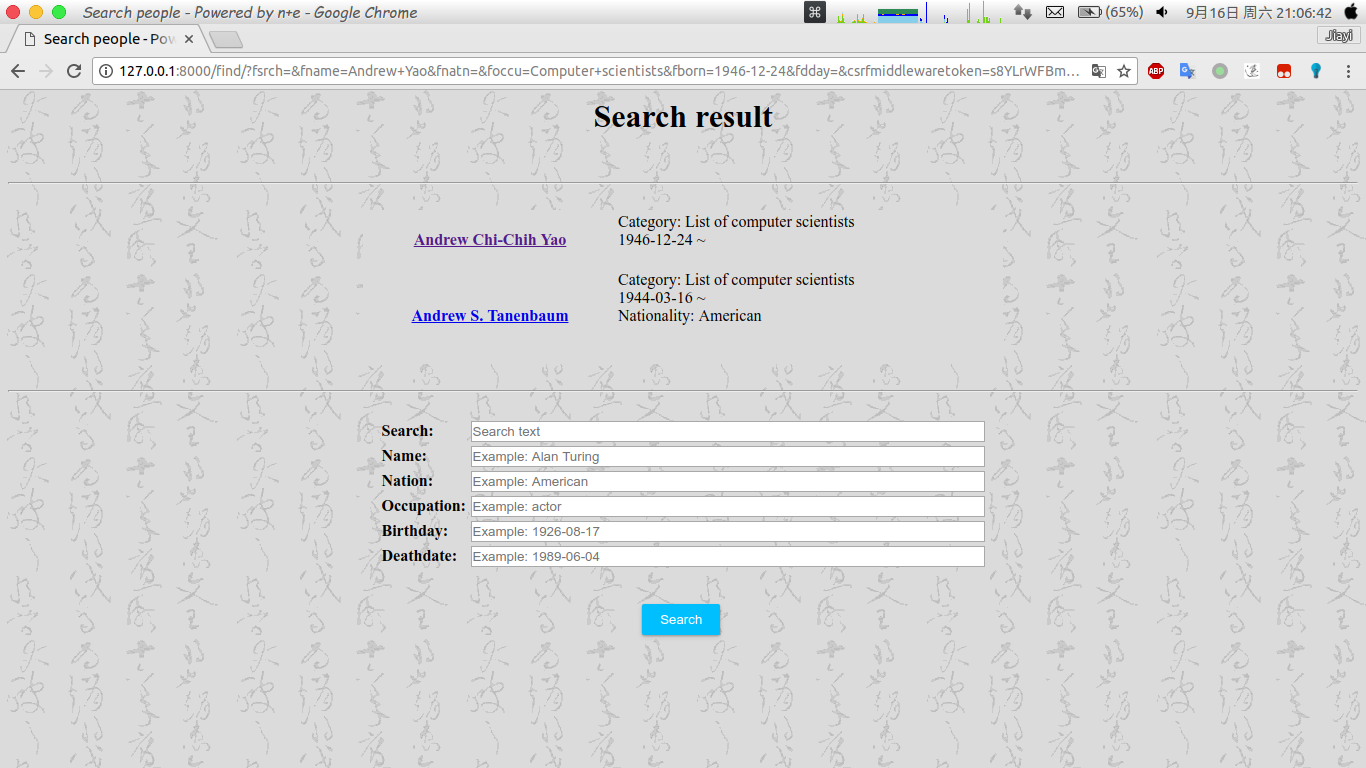 Search people - Powered by n+e - Google Chrome
(65%)
9月16日 周六 21:06:42
Search people - Pow
Jiayi
127.0.0.1:8000/find/?fsrch=&fname=Andrew+Yao&fnatn=&foccu=Computer+scientists&fborn=1946-12-24&fdday=&csrfmiddlewaretoken=s8YLrWFBm…
ABP
Search result
Category: List of computer scientists
Andrew Chi-Chih Yao 1946-12-24 ~
Category: List of computer scientists
1944-03-16 ~
Andrew S. Tanenbaum Nationality: American
Search: Search text
Name: Example: Alan Turing
Nation: Example: American
Occupation: Example: actor
Birthday: Example: 1926-08-17
Deathdate: Example: 1989-06-04
Search